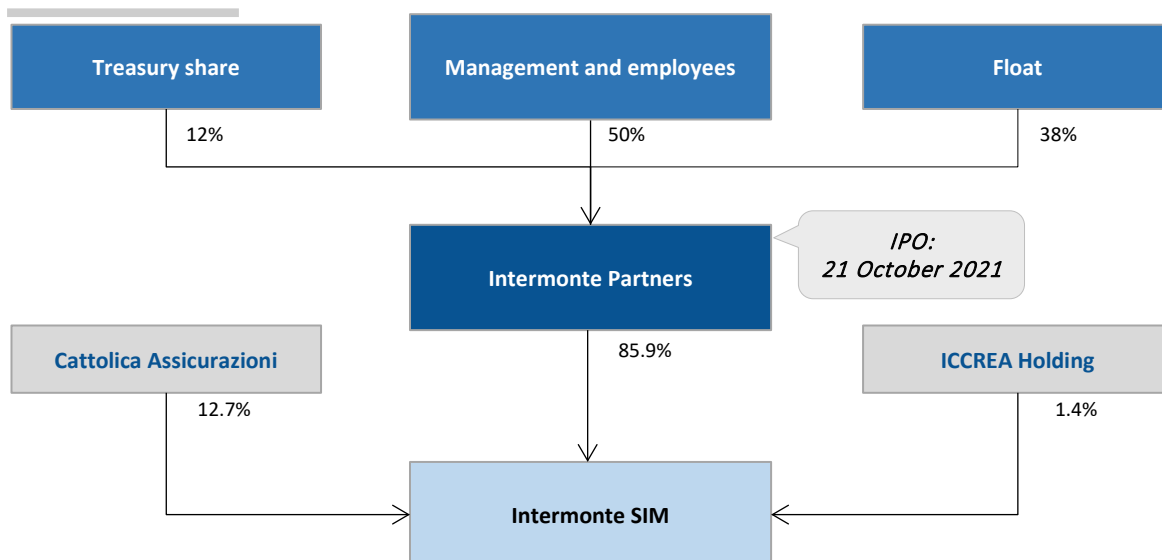 Treasury share
Management and employees
Float
12%
50%
38%
IPO:
21 October 2021
Intermonte Partners
Cattolica Assicurazioni
85.9%
ICCREA Holding
12.7%
1.4%
Intermonte SIM